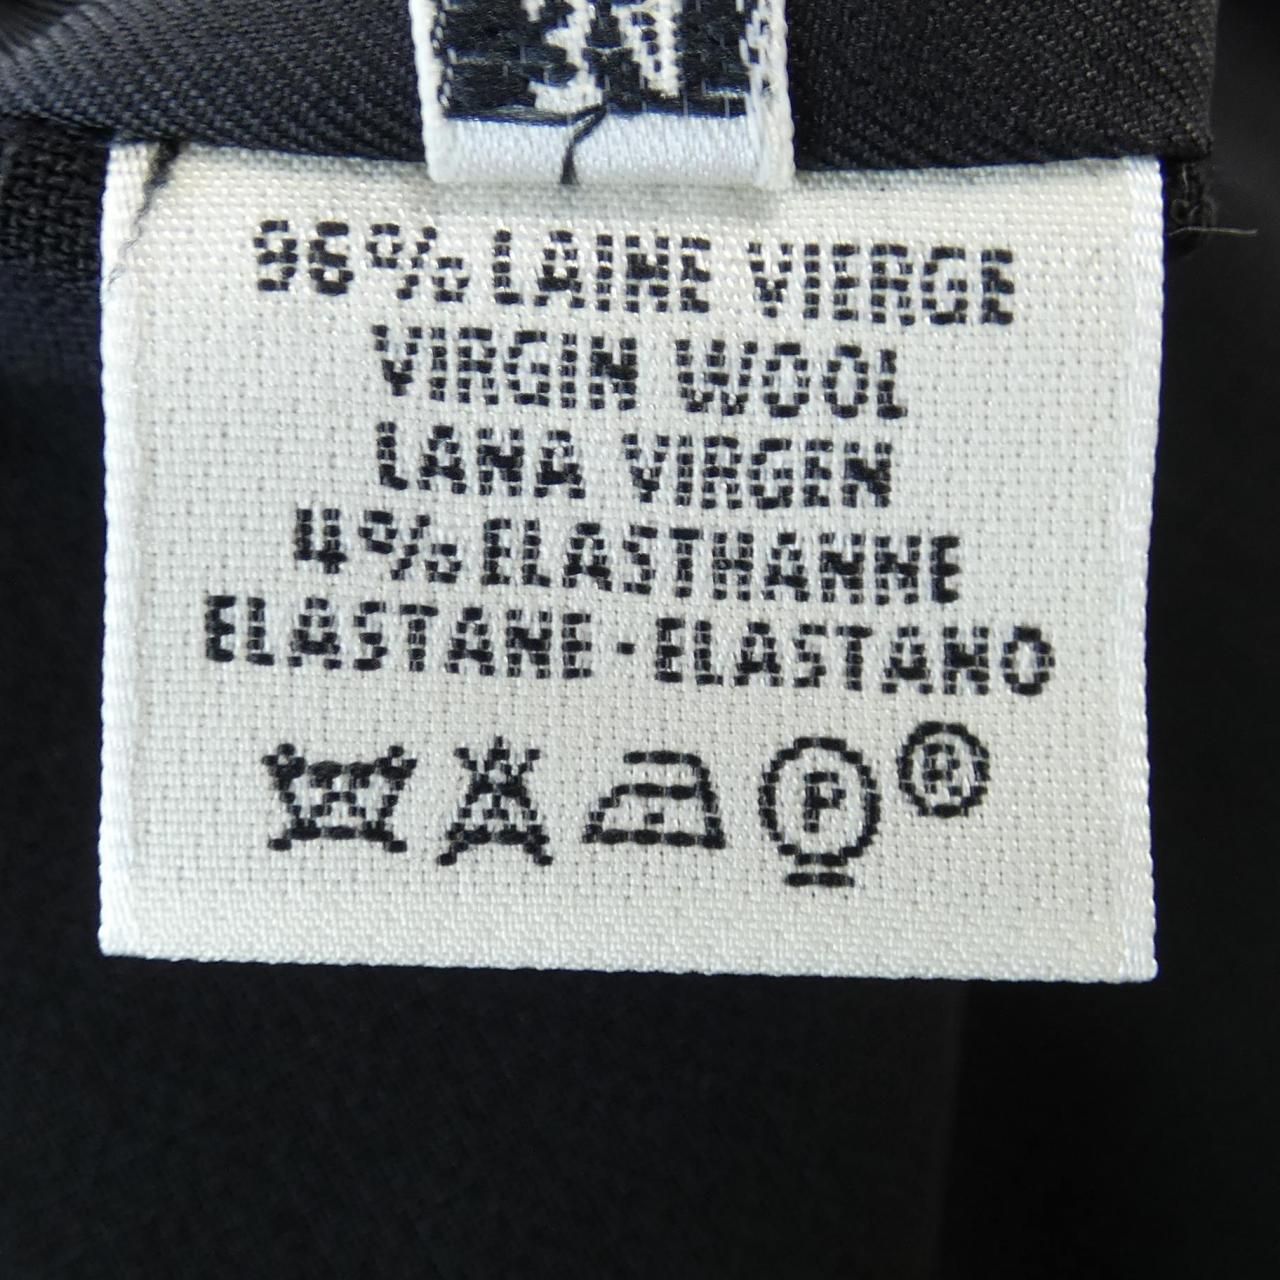 96% LAINE VIERGE
VIRGIN WOOL
LANA VIRGEN
4% ELASTHANNE
ELASTANE · ELASTANO
P ®